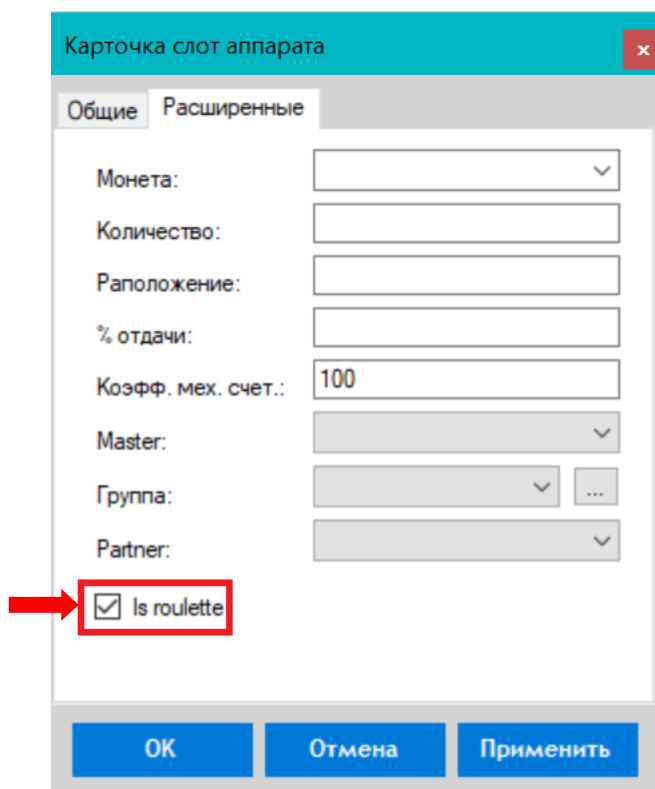 Карточка слот аппарата
x
Общие Расширенные
Монета:
Количество:
Раположение:
% отдачи:
Коэфф. мех. счет.: 100
Master:
Группа: ...
Partner:
Is roulette
OK Отмена Применить